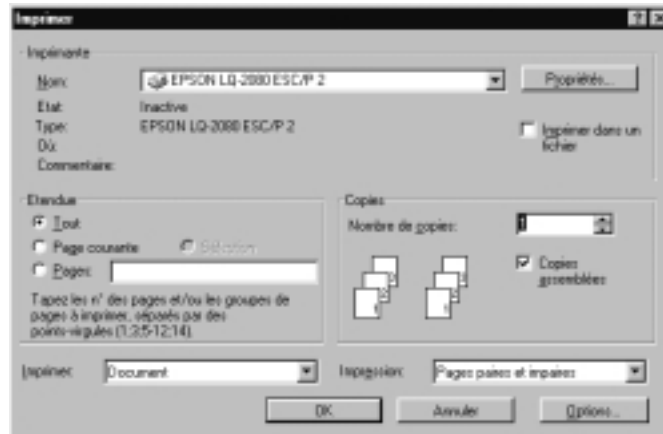 Imprimer
Imprimante
Nom: EPSON LQ-2080 ESC/P 2 Propriétés...
Etat: Inactive
Type: EPSON LQ-2080 ESC/P 2
Où:
Commentaire:
Imprimer dans un
fichier
Etendue
Tout
Page courante Sélection
Pages:
Tapez les n° des pages et/ou les groupes de
pages à imprimer, séparés par des
points-virgules (1;3;5-12;14).
Copies
Nombre de copies: 1
Copies
assemblées
Imprimer: Document
Impression: Pages paires et impaires
OK Annuler Options...